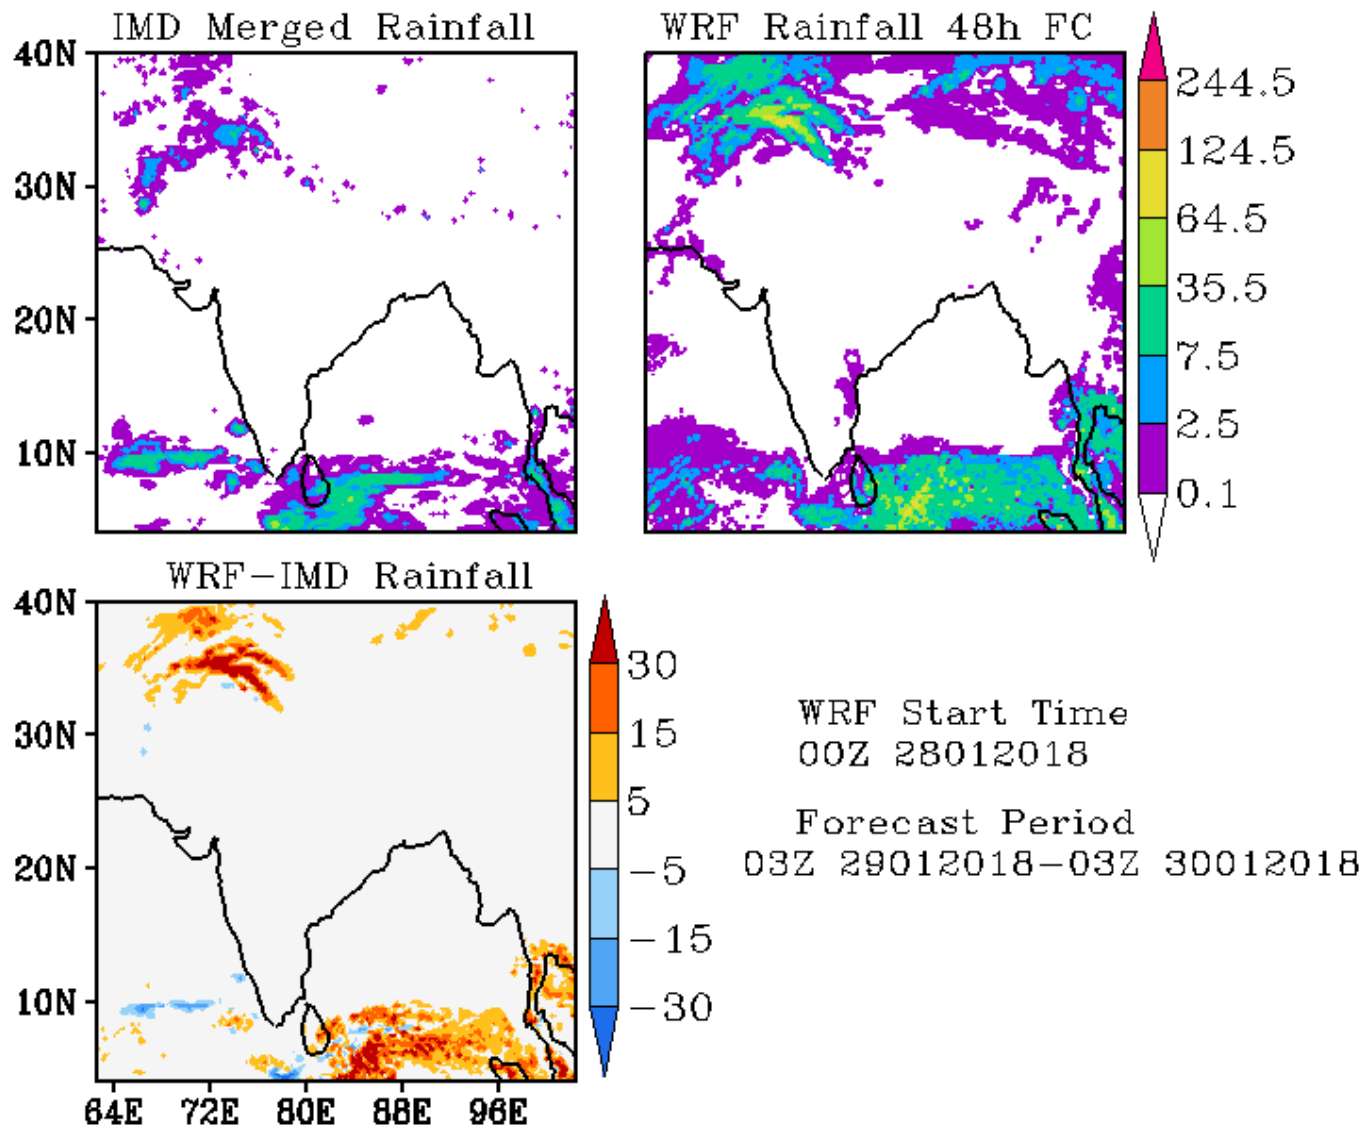 IMD Merged Rainfall
WRF Rainfall 48h FC
40N
30N
20N
10N
244.5
124.5
64.5
35.5
7.5
2.5
0.1
WRF-IMD Rainfall
40N
30N
20N
10N
64E 72E 80E 88E 96E
30
15
5
-5
-15
-30
WRF Start Time
00Z 28012018
Forecast Period
03Z 29012018-03Z 30012018